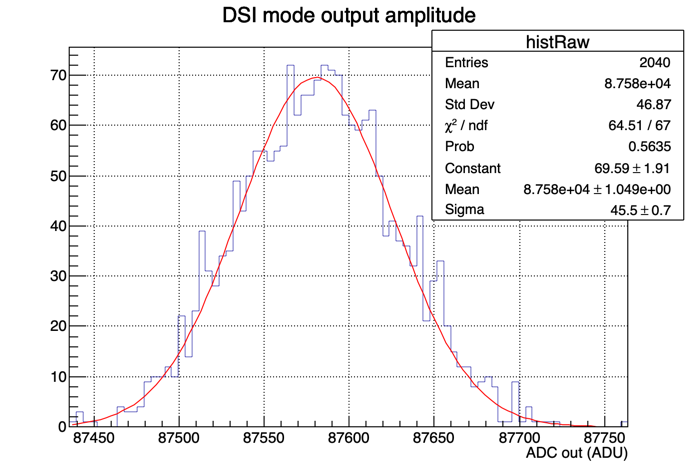 DSI mode output amplitude
histRaw
Entries 2040
Mean 8.758e+04
Std Dev 46.87
χ² / ndf 64.51 / 67
Prob 0.5635
Constant 69.59 ± 1.91
Mean 8.758e+04 ± 1.049e+00
Sigma 45.5 ± 0.7
70
60
50
40
30
20
10
0
87450 87500 87550 87600 87650 87700 87750
ADC out (ADU)